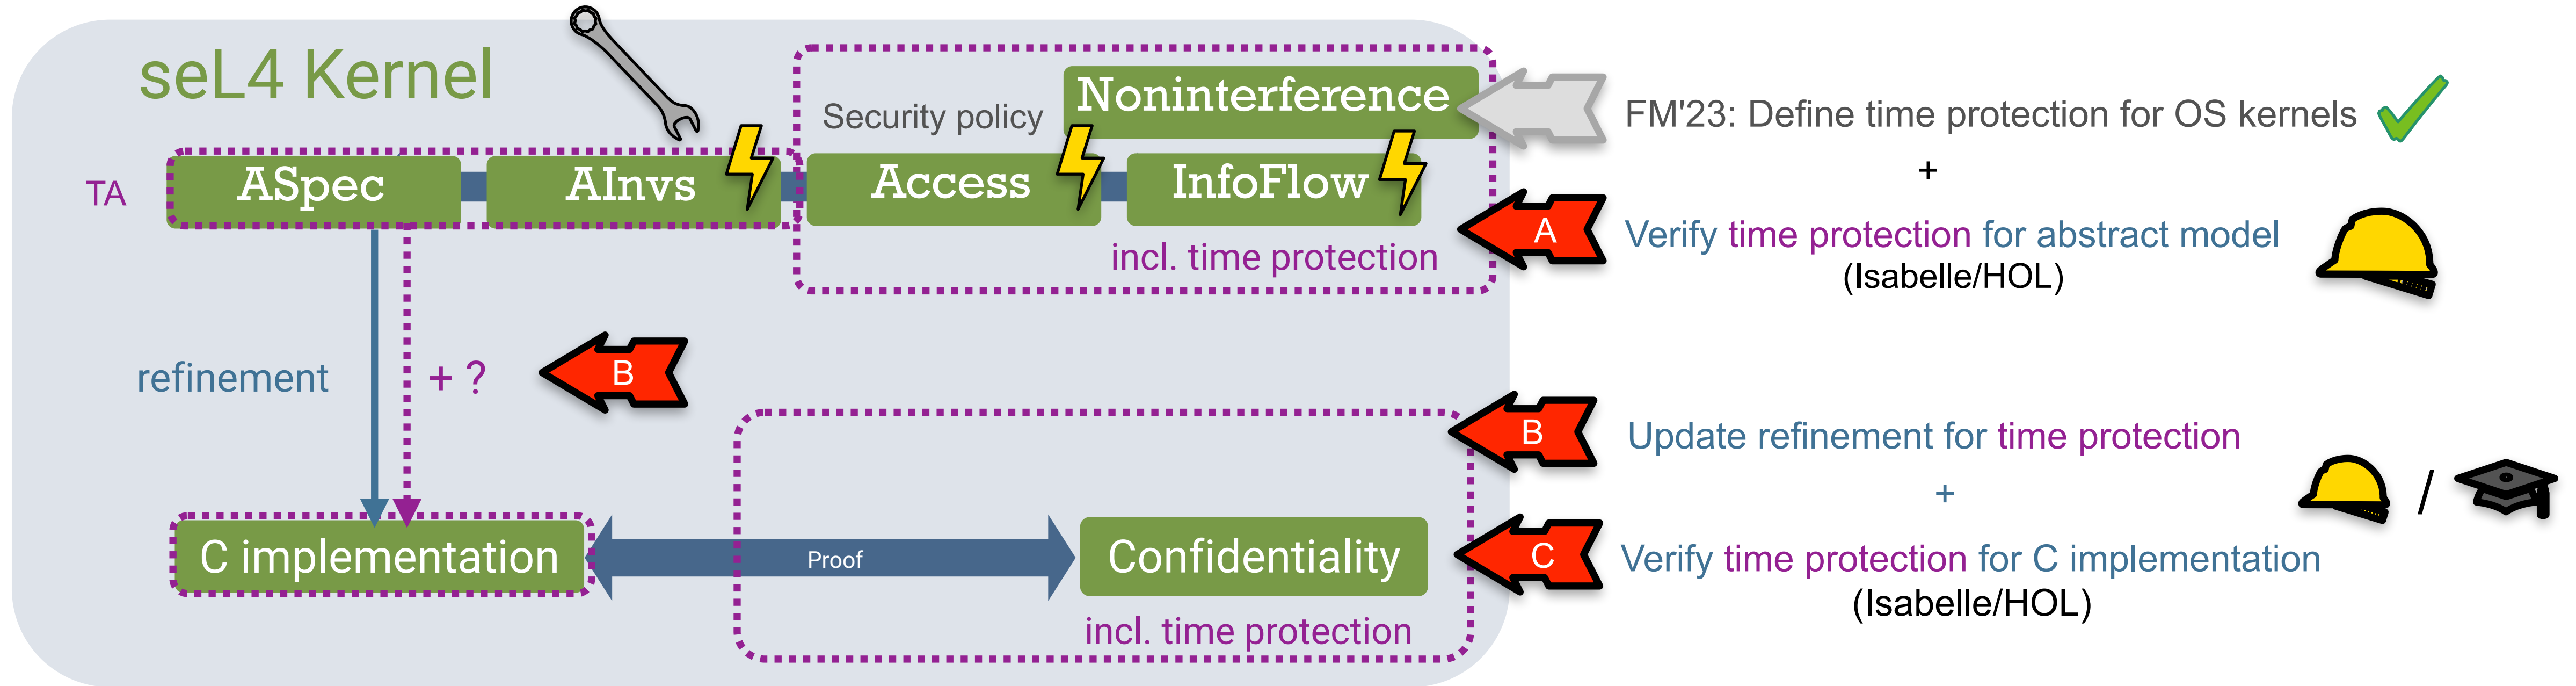 seL4 Kernel
Security policy
Noninterference
FM'23: Define time protection for OS kernels
+
TA
ASpec
AInvs
Access
InfoFlow
A
Verify time protection for abstract model
(Isabelle/HOL)
incl. time protection
refinement
+ ?
B
B
Update refinement for time protection
+
/
C implementation
Proof
Confidentiality
C
Verify time protection for C implementation
(Isabelle/HOL)
incl. time protection